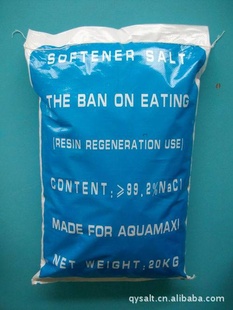 SOFTENER SALT
THE BAN ON EATING
(RESIN REGENERATION USE)
CONTENT;≥99,2%NaCl
MADE FOR AQUAMAXI
NET WEIGHT;20KG
qysalt.cn.alibaba.com